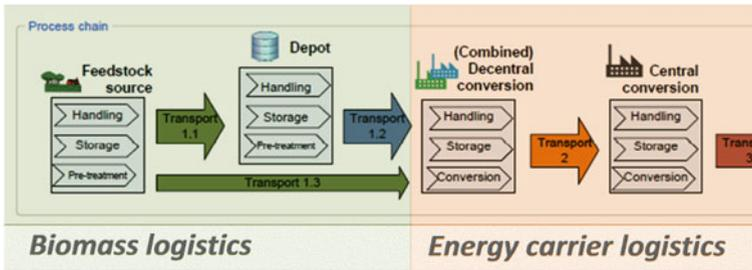 Process chain
Feedstock
source
Handling
Storage
Pre-treatment
Transport
1.1
Depot
Handling
Storage
Pre-treatment
Transport
1.2
Transport 1.3
(Combined)
Decentral
conversion
Handling
Storage
Conversion
Transport
2
Central
conversion
Handling
Storage
Conversion
Biomass logistics
Energy carrier logistics